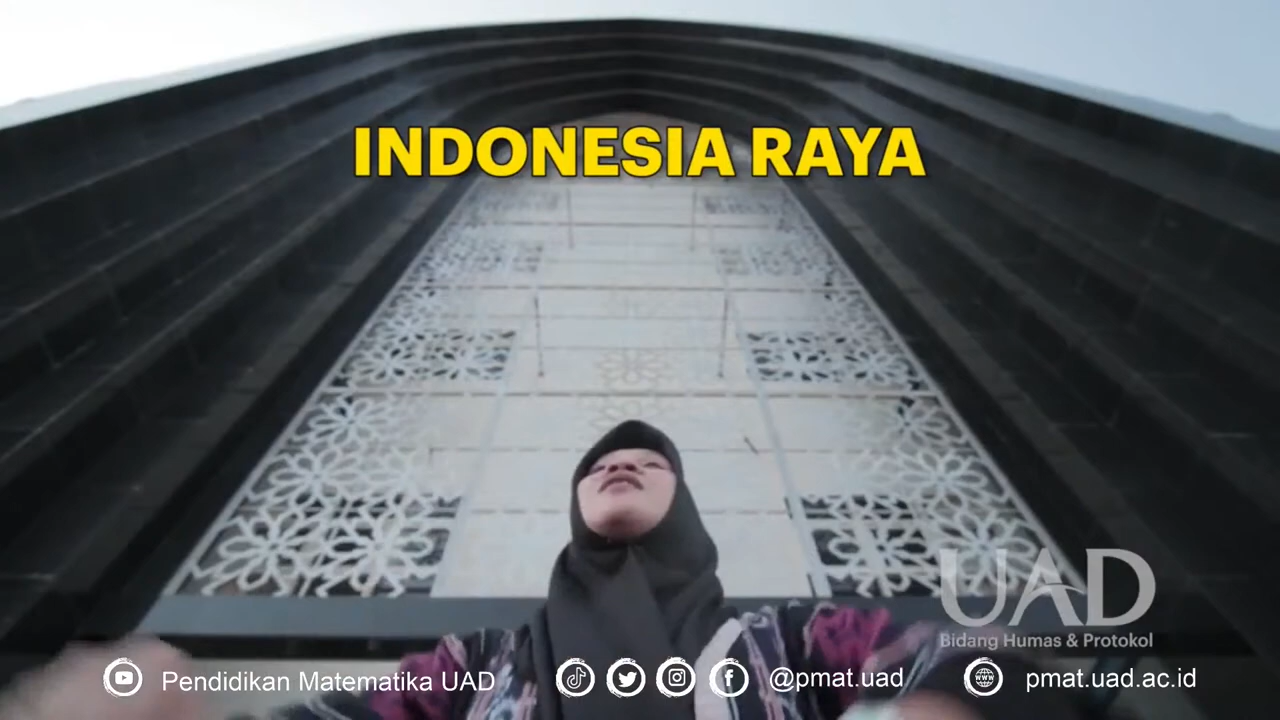 INDONESIA RAYA
UAD
Bidang Humas & Protokol
Pendidikan Matematika UAD
@pmat.uad
pmat.uad.ac.id